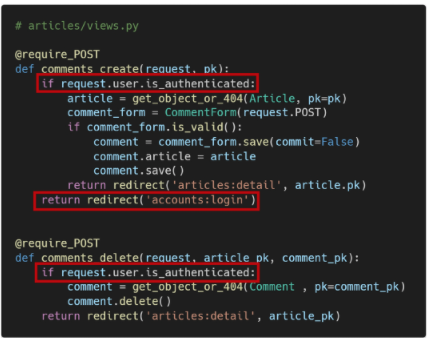 # articles/views.py
@require_POST
def comments_create(request, pk):
    if request.user.is_authenticated:
        article = get_object_or_404(Article, pk=pk)
        comment_form = CommentForm(request.POST)
        if comment_form.is_valid():
            comment = comment_form.save(commit=False)
            comment.article = article
            comment.save()
        return redirect('articles:detail', article.pk)
    return redirect('accounts:login')
@require_POST
def comments_delete(request, article_pk, comment_pk):
    if request.user.is_authenticated:
        comment = get_object_or_404(Comment , pk=comment_pk)
        comment.delete()
    return redirect('articles:detail', article_pk)